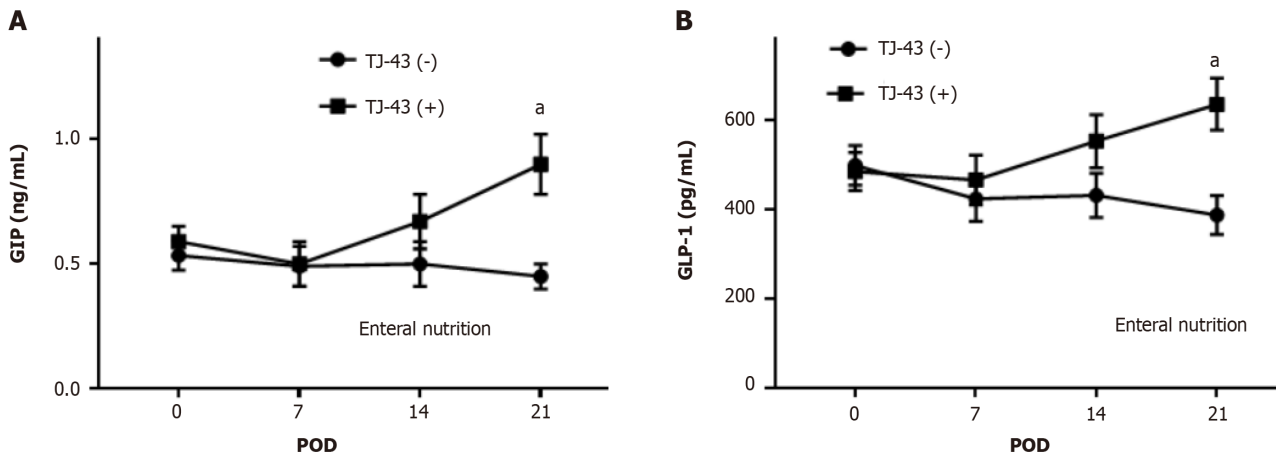 A
TJ-43 (-)
TJ-43 (+)
a
1.0
0.5
0.0
GIP (ng/mL)
Enteral nutrition
0 7 14 21
POD
B
TJ-43 (-)
TJ-43 (+)
a
600
400
200
0
GLP-1 (pg/mL)
Enteral nutrition
0 7 14 21
POD